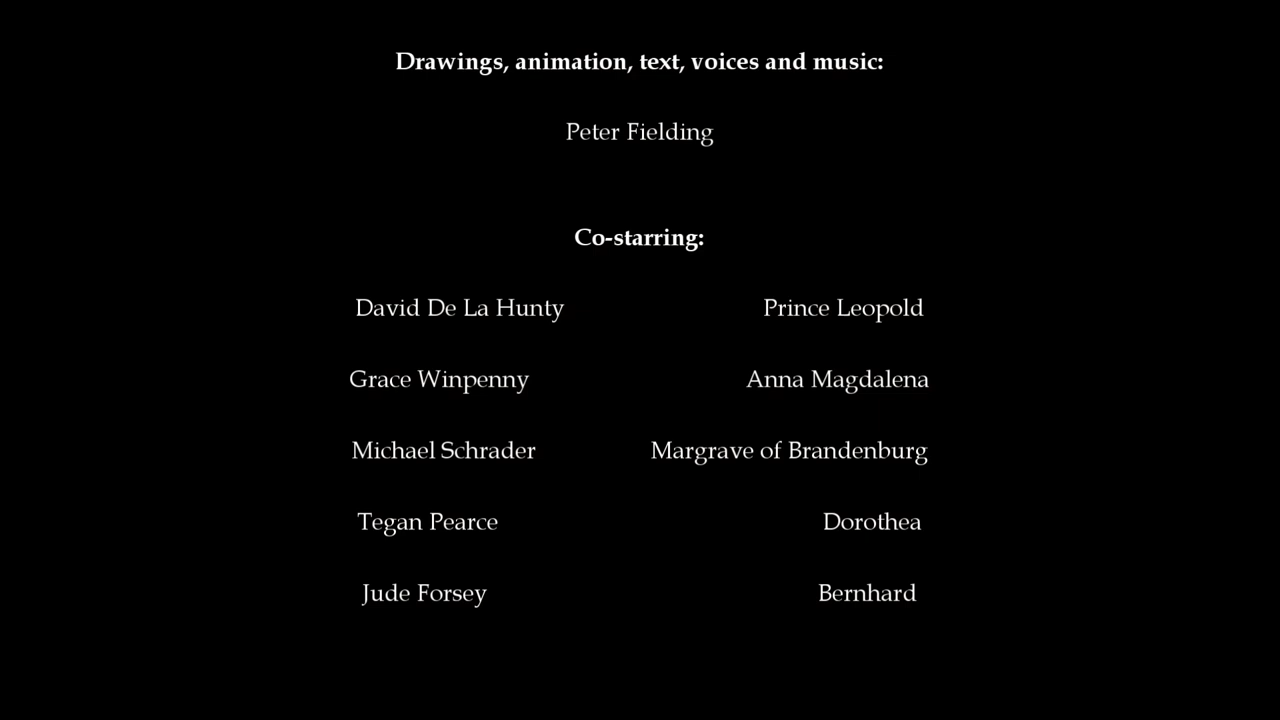 Drawings, animation, text, voices and music:
Peter Fielding
Co-starring:
David De La Hunty Prince Leopold
Grace Winpenny Anna Magdalena
Michael Schrader Margrave of Brandenburg
Tegan Pearce Dorothea
Jude Forsey Bernhard